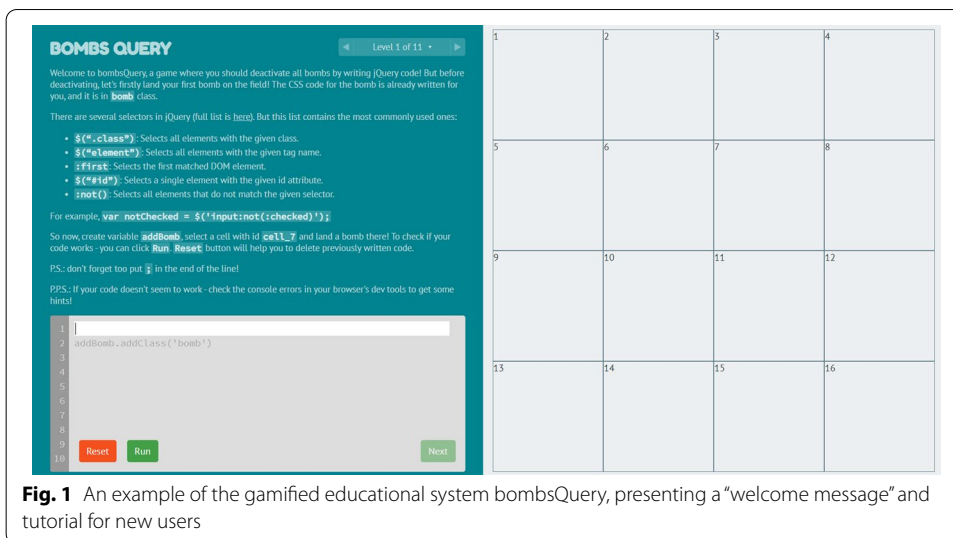 BOMBS QUERY
◄ Level 1 of 11 ▾ ►
Welcome to bombsQuery, a game where you should deactivate all bombs by writing jQuery code! But before
deactivating, let's firstly land your first bomb on the field! The CSS code for the bomb is already written for
you, and it is in bomb class.
There are several selectors in jQuery (full list is here). But this list contains the most commonly used ones:
• $(".class"): Selects all elements with the given class.
• $("element"): Selects all elements with the given tag name.
• :first: Selects the first matched DOM element.
• $("#id"): Selects a single element with the given id attribute.
• :not(): Selects all elements that do not match the given selector.
For example, var notChecked = $('input:not(:checked)');
So now, create variable addBomb, select a cell with id cell_7 and land a bomb there! To check if your
code works - you can click Run. Reset button will help you to delete previously written code.
P.S.: don't forget too put ; in the end of the line!
P.P.S.: If your code doesn't seem to work - check the console errors in your browser's dev tools to get some
hints!
1
2 addBomb.addClass('bomb')
3
4
5
6
7
8
9
10
Reset Run Next
1 2 3 4
5 6 7 8
9 10 11 12
13 14 15 16
Fig. 1 An example of the gamified educational system bombsQuery, presenting a "welcome message" and
tutorial for new users